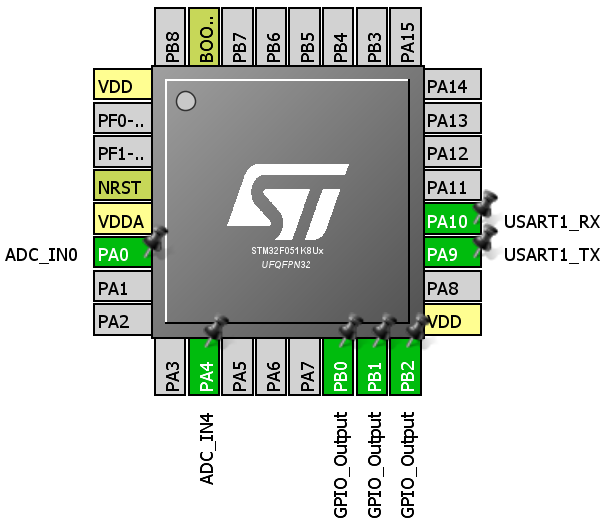 PB8
BOO..
PB7
PB6
PB5
PB4
PB3
PA15
VDD
PF0-..
PF1-..
NRST
VDDA
ADC_IN0 PA0
PA1
PA2
ST
STM32F051K8Ux
UFQFPN32
PA14
PA13
PA12
PA11
PA10 USART1_RX
PA9 USART1_TX
PA8
VDD
PA3
PA4
PA5
PA6
PA7
PB0
PB1
PB2
ADC_IN4
GPIO_Output
GPIO_Output
GPIO_Output